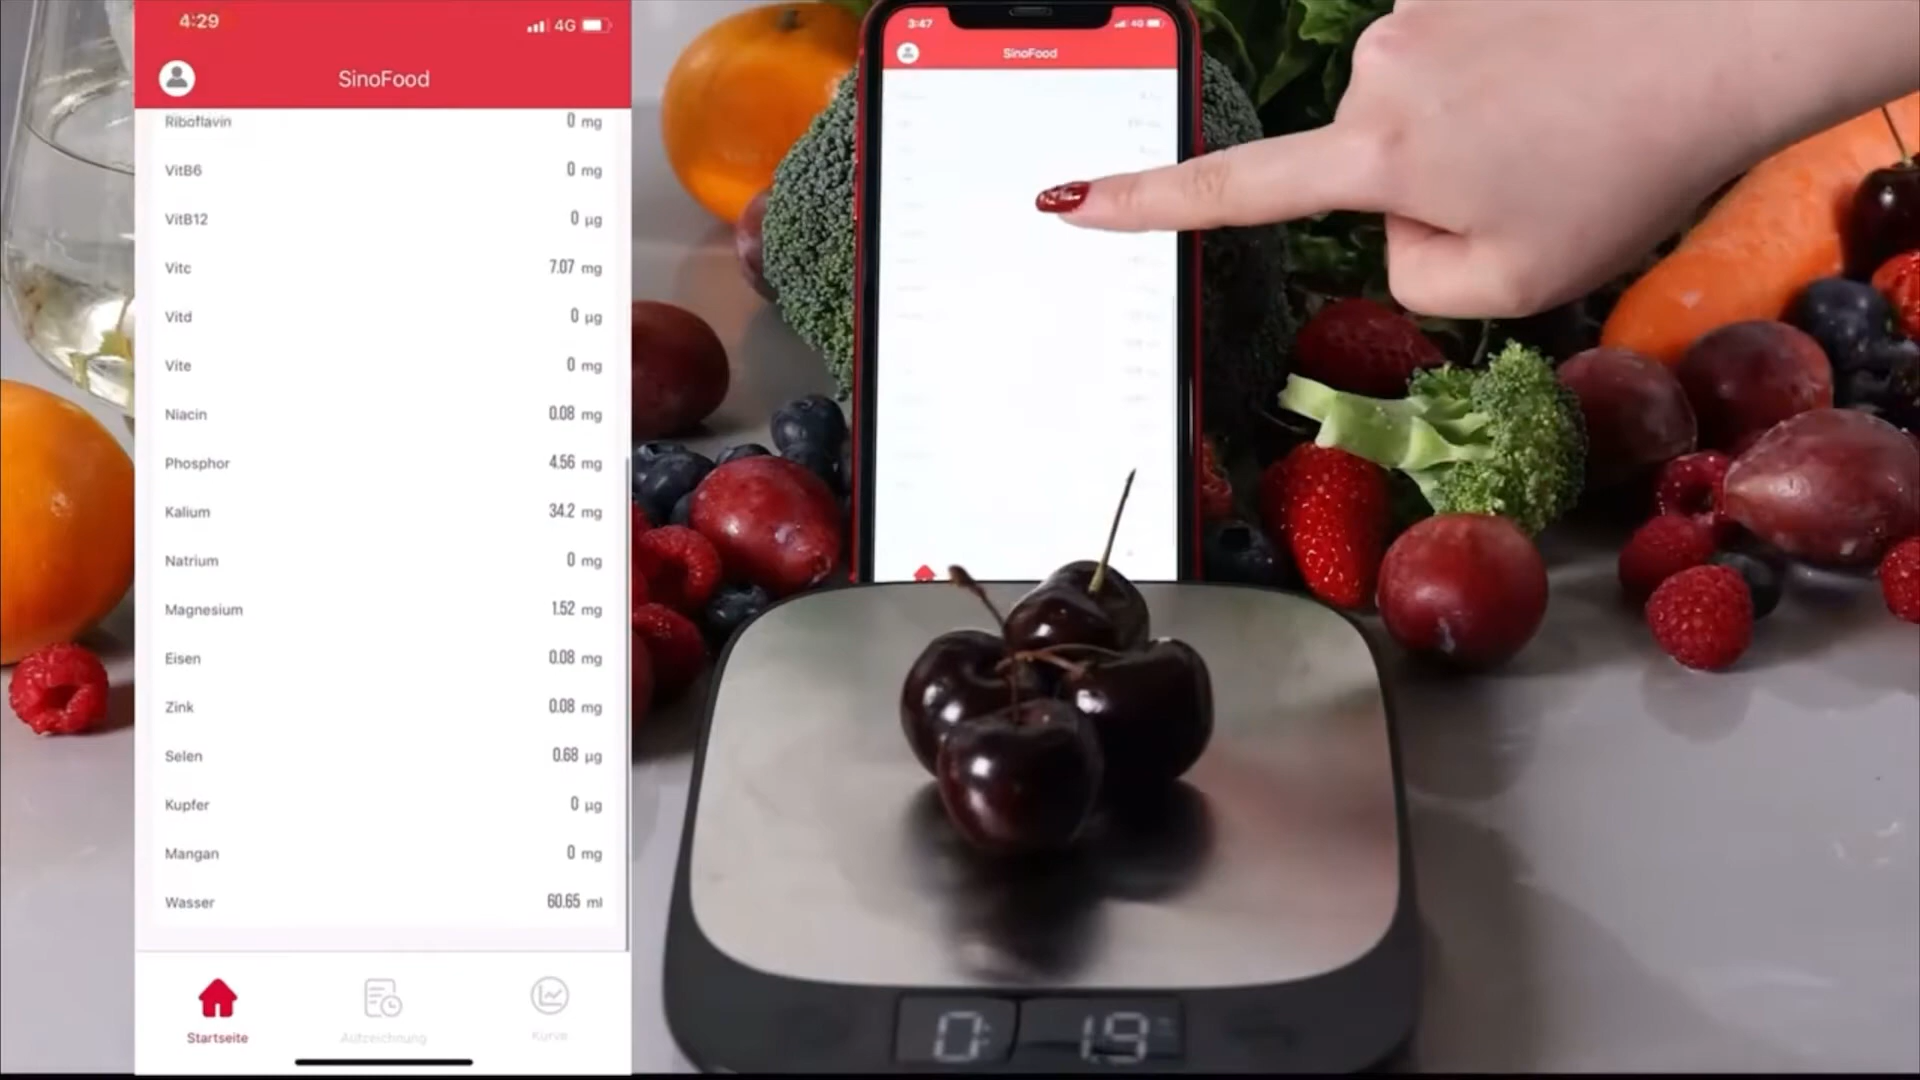 4:29
4G
SinoFood
Riboflavin 0 mg
VitB6 0 mg
VitB12 0 µg
Vitc 7.07 mg
Vitd 0 µg
Vite 0 mg
Niacin 0.08 mg
Phosphor 4.56 mg
Kalium 34.2 mg
Natrium 0 mg
Magnesium 1.52 mg
Eisen 0.08 mg
Zink 0.08 mg
Selen 0.68 µg
Kupfer 0 µg
Mangan 0 mg
Wasser 60.65 ml
Startseite
Aufzeichnung
Kurve
3:47
4G
SinoFood
0
19